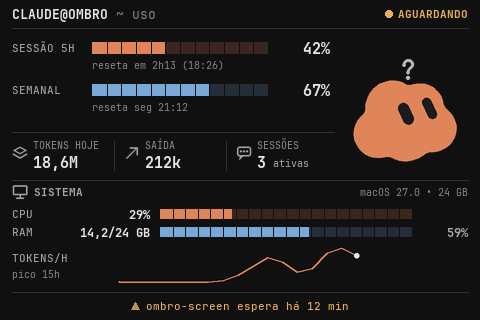 CLAUDE@OMBRO ~ USO
AGUARDANDO
SESSÃO 5H 42%
reseta em 2h13 (18:26)
SEMANAL 67%
reseta seg 21:12
?
TOKENS HOJE
18,6M
SAÍDA
212k
SESSÕES
3 ativas
SISTEMA
macOS 27.0 • 24 GB
CPU 29%
RAM 14,2/24 GB 59%
TOKENS/H
pico 15h
ombro-screen espera há 12 min